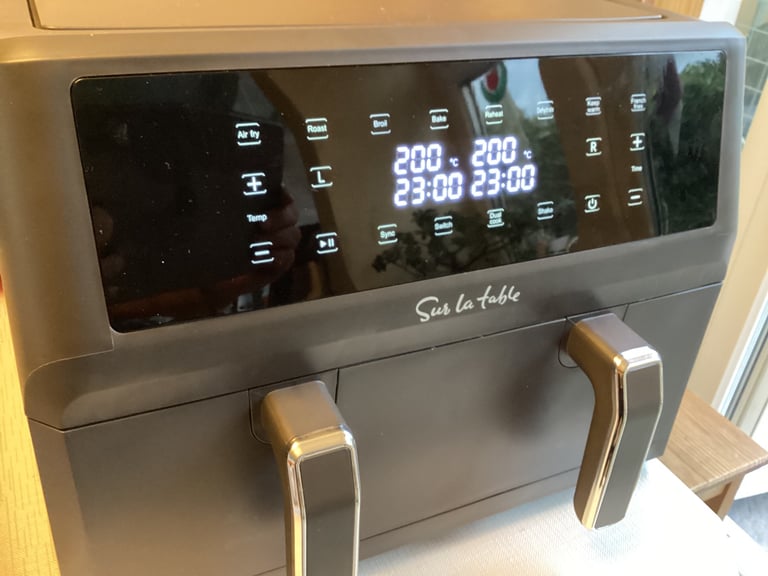 Air fry Roast Broil Bake Reheat Dehydrate Keep warm French fries
200 °C 200 °C
L R
23:00 23:00
Temp Time
Sync Switch Dual cook Shake
Sur la table